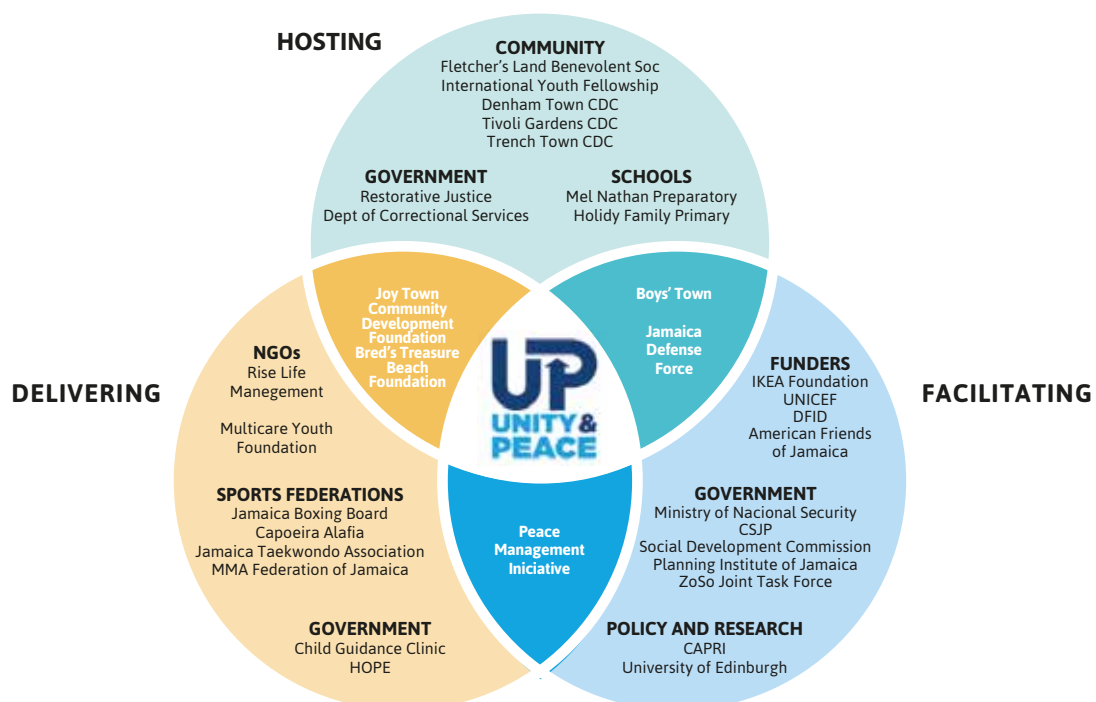 HOSTING
COMMUNITY
Fletcher's Land Benevolent Soc
International Youth Fellowship
Denham Town CDC
Tivoli Gardens CDC
Trench Town CDC
GOVERNMENT
Restorative Justice
Dept of Correctional Services
SCHOOLS
Mel Nathan Preparatory
Holidy Family Primary
Joy Town
Community
Development
Foundation
Bred's Treasure
Beach
Foundation
Boys' Town
Jamaica
Defense
Force
UP
UNITY &
PEACE
DELIVERING
NGOs
Rise Life
Manegement
Multicare Youth
Foundation
SPORTS FEDERATIONS
Jamaica Boxing Board
Capoeira Alafia
Jamaica Taekwondo Association
MMA Federation of Jamaica
GOVERNMENT
Child Guidance Clinic
HOPE
Peace
Management
Iniciative
FACILITATING
FUNDERS
IKEA Foundation
UNICEF
DFID
American Friends
of Jamaica
GOVERNMENT
Ministry of Nacional Security
CSJP
Social Development Commission
Planning Institute of Jamaica
ZoSo Joint Task Force
POLICY AND RESEARCH
CAPRI
University of Edinburgh